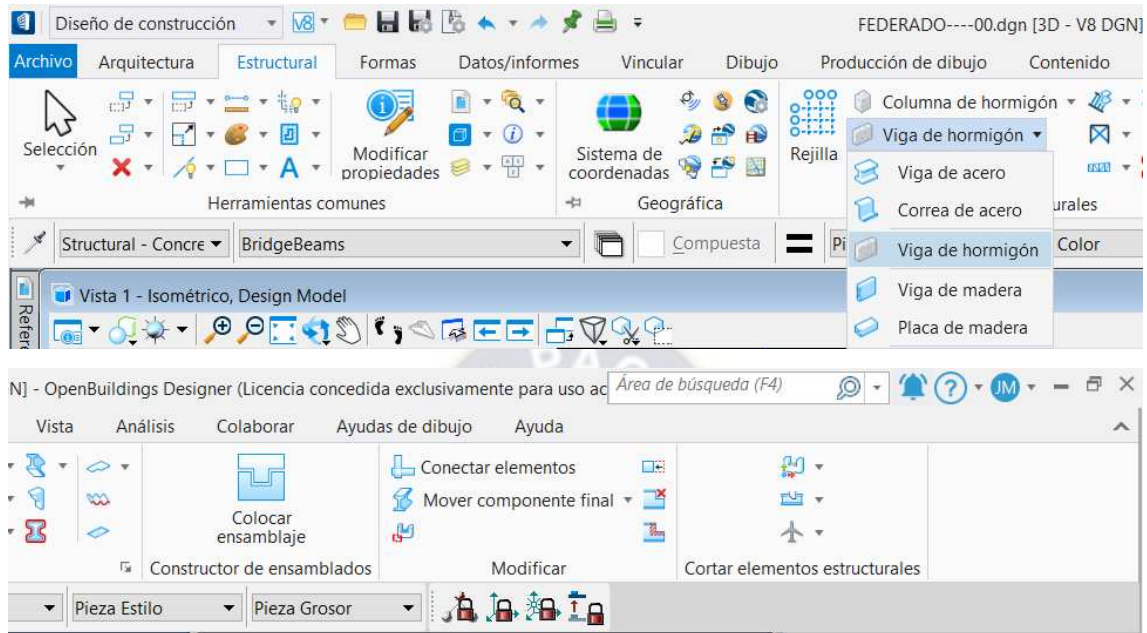 Diseño de construcción V8 FEDERADO----00.dgn [3D - V8 DGN]
Archivo Arquitectura Estructural Formas Datos/informes Vincular Dibujo Producción de dibujo Contenido
Selección
Modificar propiedades
Sistema de coordenadas
Rejilla
Columna de hormigón
Viga de hormigón
Viga de acero
Correa de acero
Viga de hormigón
Viga de madera
Placa de madera
Herramientas comunes Geográfica urales
Structural - Concre BridgeBeams Compuesta Pi Color
Refere
Vista 1 - Isométrico, Design Model
N] - OpenBuildings Designer (Licencia concedida exclusivamente para uso ac Área de búsqueda (F4) JM
Vista Análisis Colaborar Ayudas de dibujo Ayuda
Colocar ensamblaje
Conectar elementos
Mover componente final
Constructor de ensamblados Modificar Cortar elementos estructurales
Pieza Estilo Pieza Grosor